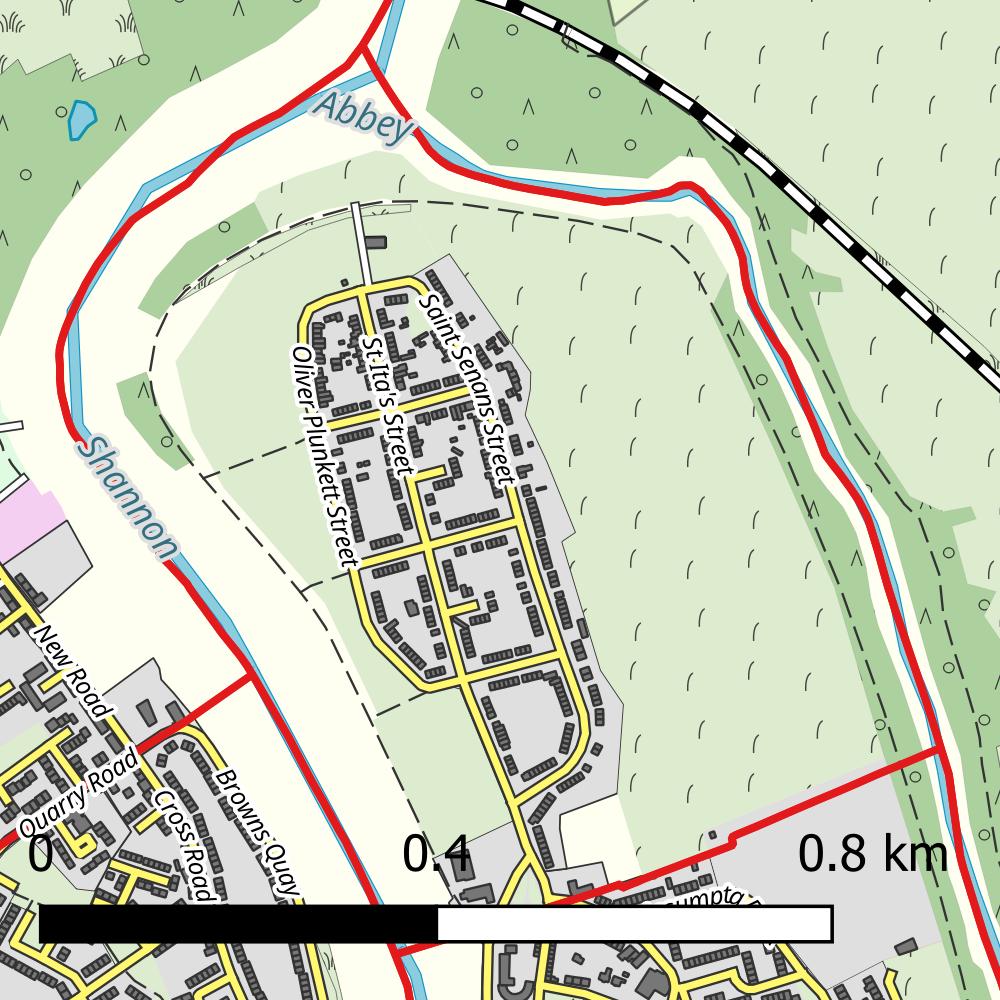 Abbey
Saint Senans Street
St Ita's Street
Oliver Plunkett Street
Shannon
New Road
Quarry Road
Cross Road
Browns Quay
0
0.4
0.8 km